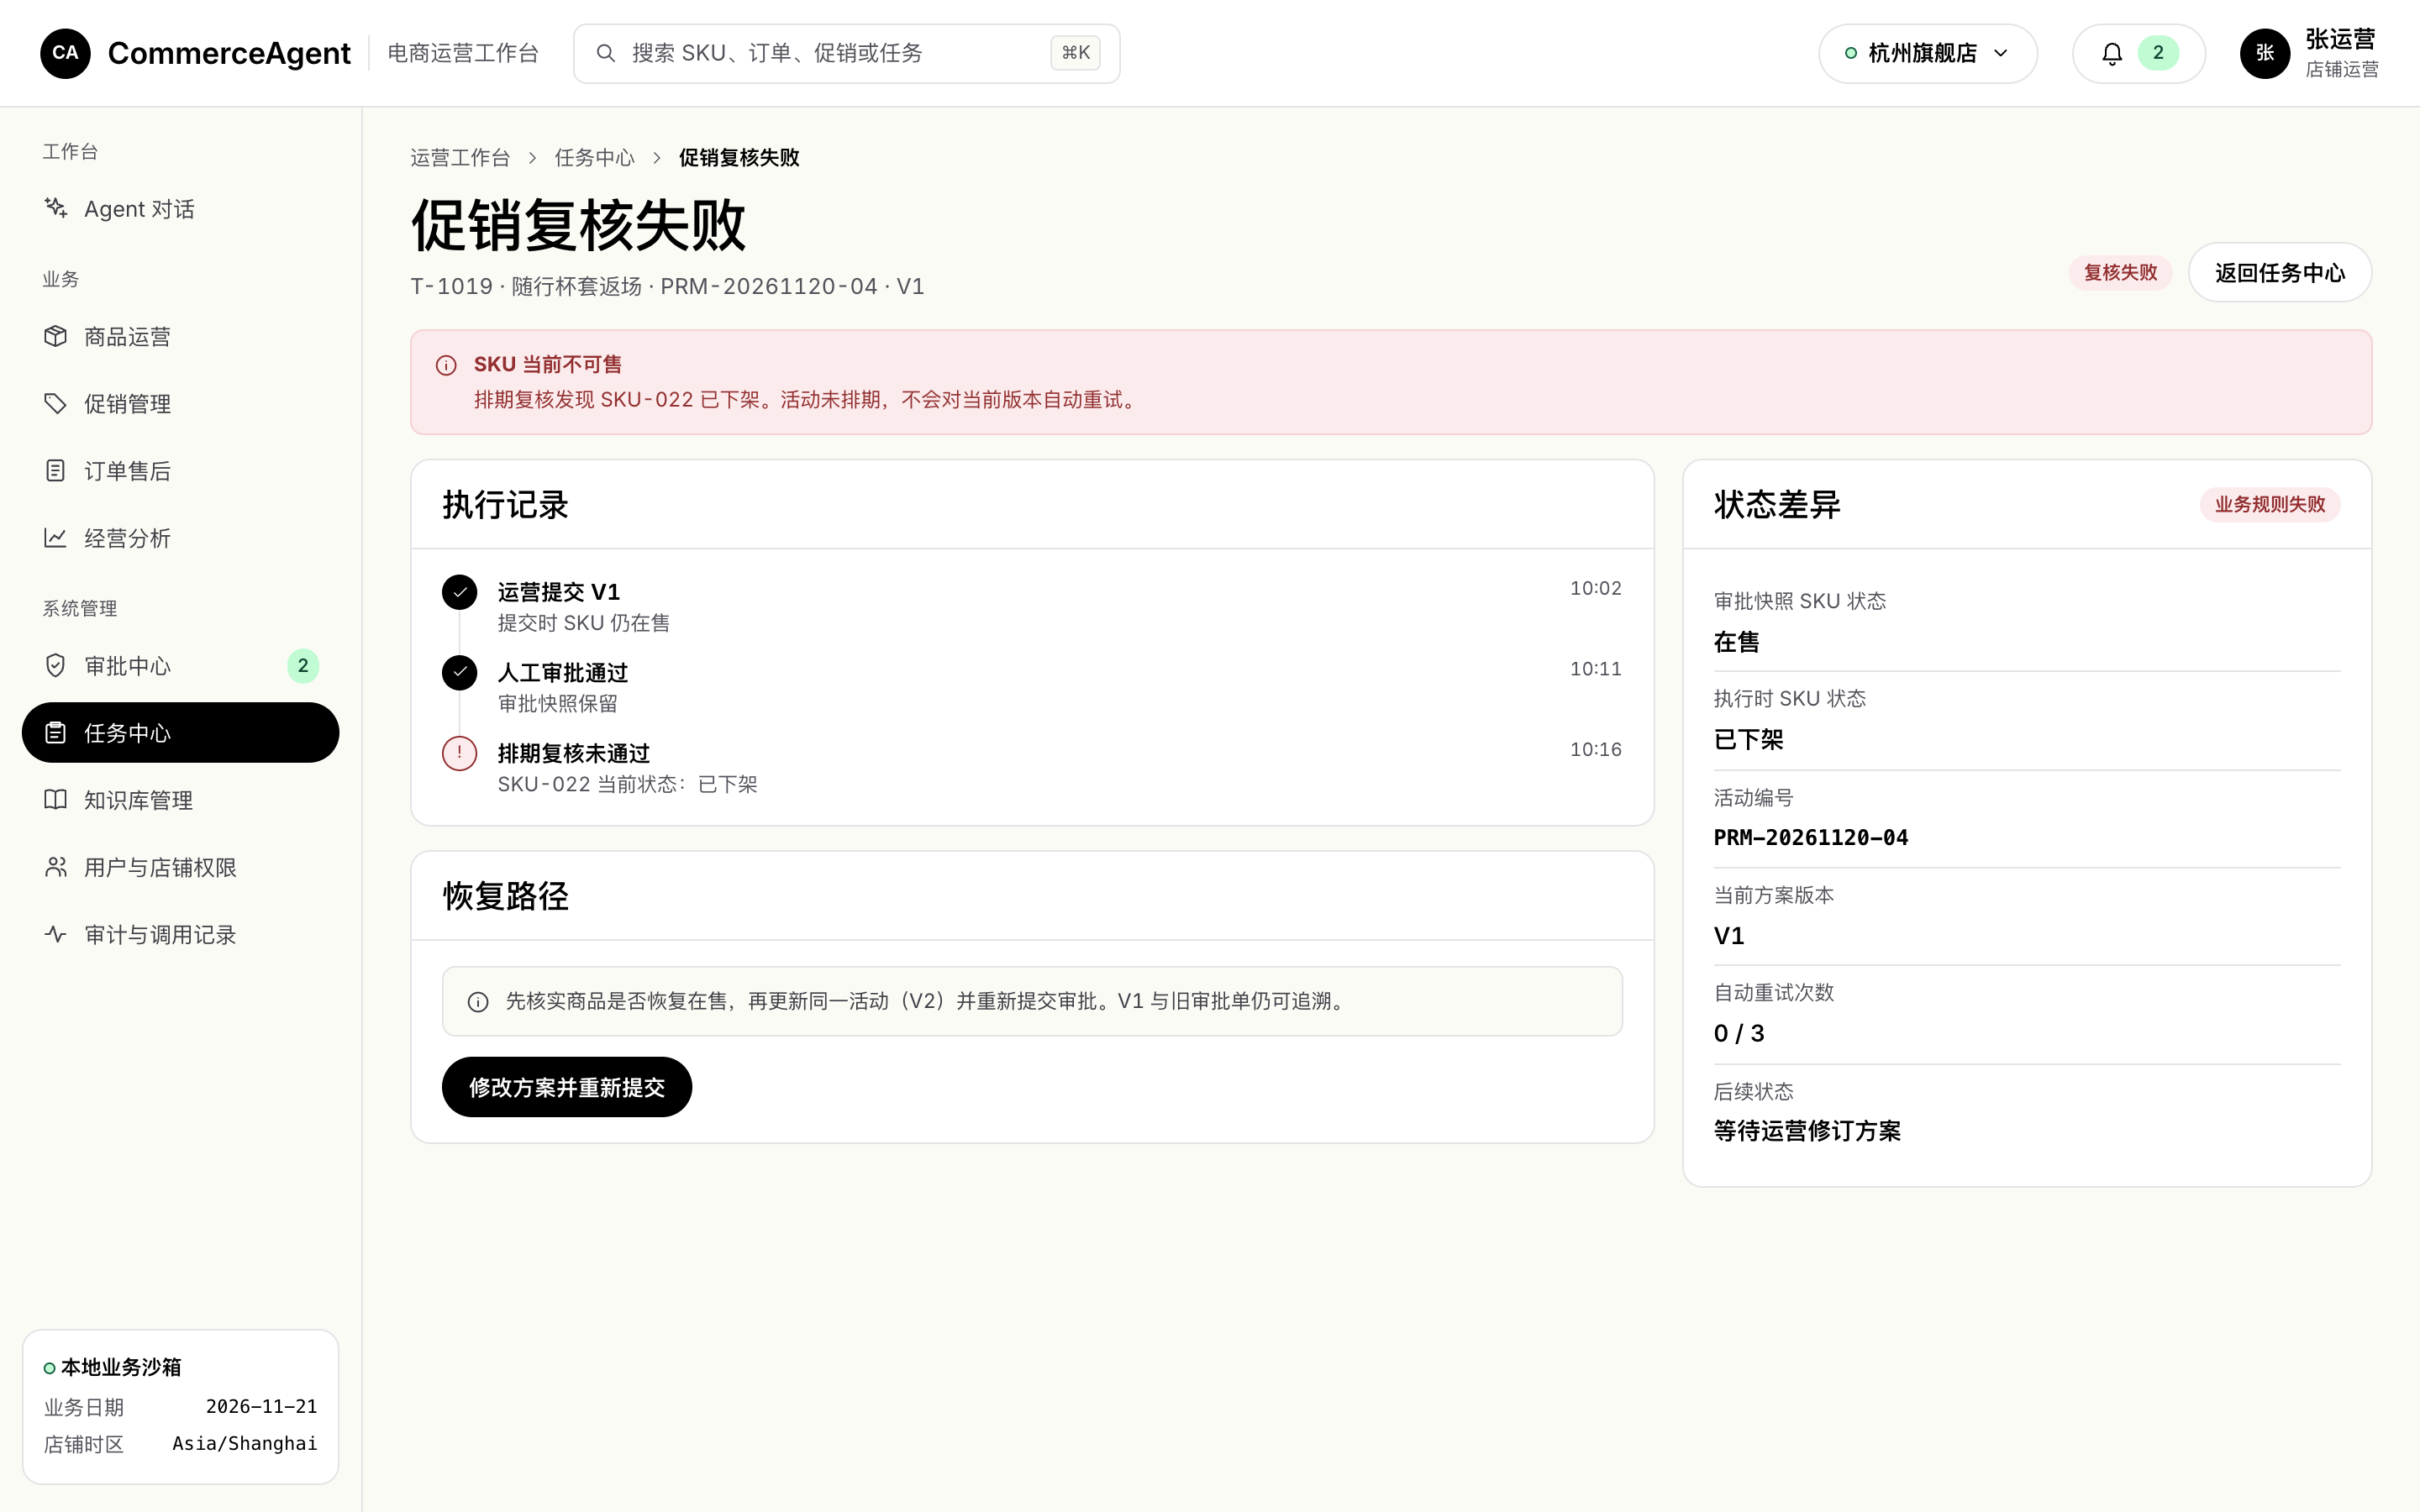 CA
CommerceAgent
电商运营工作台
搜索 SKU、订单、促销或任务
⌘K
杭州旗舰店
2
张
张运营
店铺运营
工作台
Agent 对话
业务
商品运营
促销管理
订单售后
经营分析
系统管理
审批中心
2
任务中心
知识库管理
用户与店铺权限
审计与调用记录
本地业务沙箱
业务日期
2026-11-21
店铺时区
Asia/Shanghai
运营工作台 > 任务中心 > 促销复核失败
促销复核失败
T-1019 · 随行杯套返场 · PRM-20261120-04 · V1
复核失败
返回任务中心
SKU 当前不可售
排期复核发现 SKU-022 已下架。活动未排期，不会对当前版本自动重试。
执行记录
运营提交 V1
10:02
提交时 SKU 仍在售
人工审批通过
10:11
审批快照保留
!
排期复核未通过
10:16
SKU-022 当前状态：已下架
恢复路径
先核实商品是否恢复在售，再更新同一活动（V2）并重新提交审批。V1 与旧审批单仍可追溯。
修改方案并重新提交
状态差异
业务规则失败
审批快照 SKU 状态
在售
执行时 SKU 状态
已下架
活动编号
PRM-20261120-04
当前方案版本
V1
自动重试次数
0 / 3
后续状态
等待运营修订方案